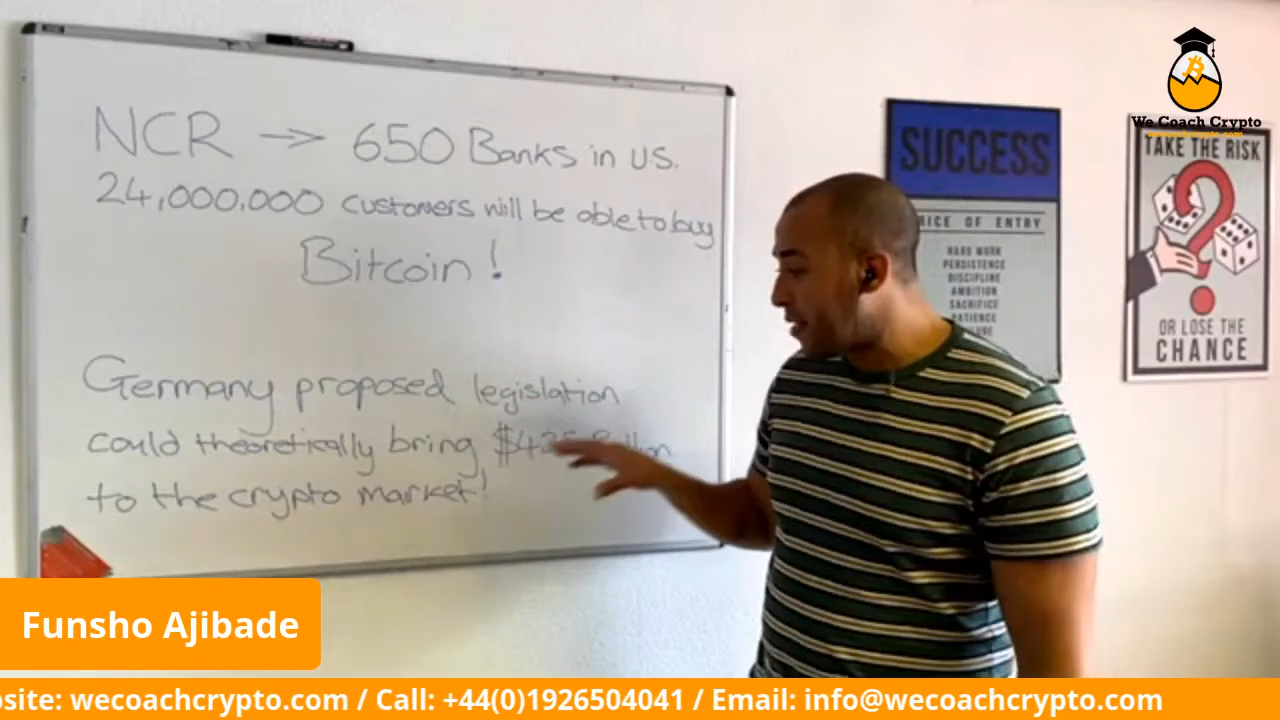 NCR → 650 Banks in U.S.
24,000.000 customers will be able to buy
Bitcoin!
Germany proposed legislation
could theoretically bring
to the crypto market!
SUCCESS
OF ENTRY
HARD WORK
PERSISTENCE
DISCIPLINE
AMBITION
SACRIFICE
We Coach Crypto
TAKE THE RISK
OR LOSE THE
CHANCE
Funsho Ajibade
wecoachcrypto.com / Call: +44(0)1926504041 / Email: info@wecoachcrypto.com